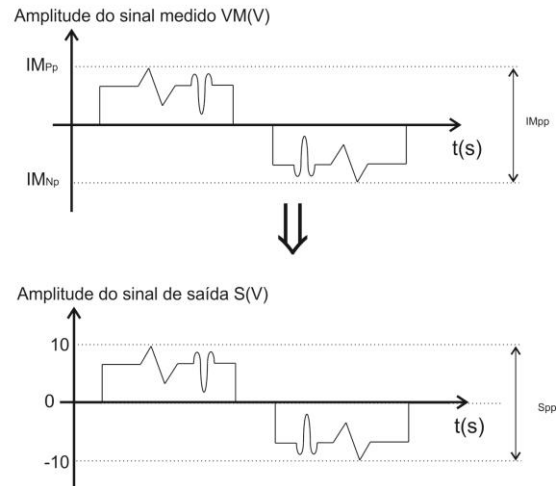 Amplitude do sinal medido VM(V)
IMPp
IMpp
t(s)
IMNp
Amplitude do sinal de saída S(V)
10
0
Spp
t(s)
-10